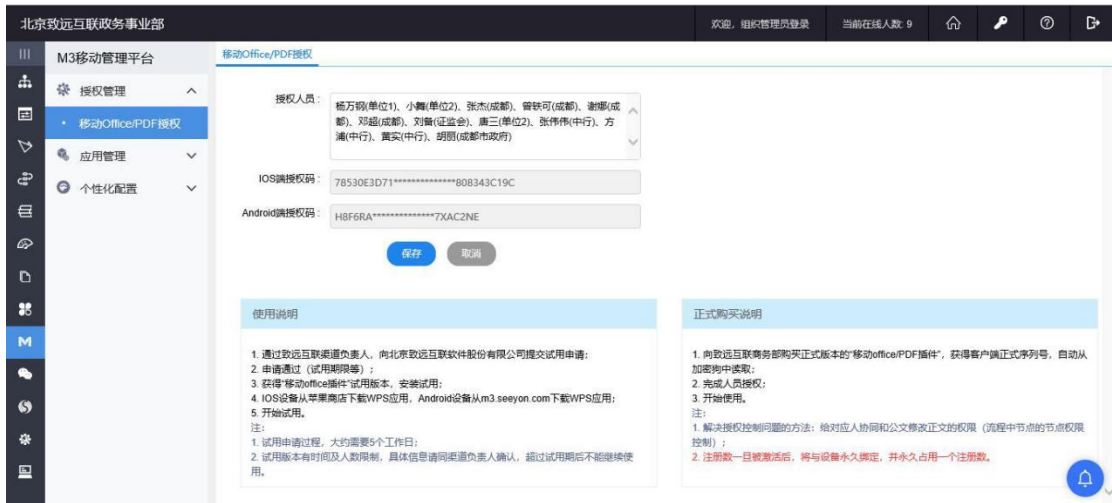 北京致远互联政务事业部
欢迎，组织管理员登录
当前在线人数: 9
M3移动管理平台
授权管理
• 移动Office/PDF授权
应用管理
个性化配置
移动Office/PDF授权
授权人员：
杨万钢(单位1)、小舞(单位2)、张杰(成都)、曾轶可(成都)、谢娜(成
都)、邓超(成都)、刘备(证监会)、唐三(单位2)、张伟伟(中行)、方
浦(中行)、董实(中行)、胡丽(成都市政府)
IOS端授权码：
78530E3D71**************808343C19C
Android端授权码：
H8F6RA**************7XAC2NE
保存
取消
使用说明
1. 通过致远互联渠道负责人，向北京致远互联软件股份有限公司提交试用申请;
2. 申请通过（试用期限等）;
3. 获得“移动office插件”试用版本，安装试用;
4. IOS设备从苹果商店下载WPS应用，Android设备从m3.seeyon.com下载WPS应用;
5. 开始试用。
注:
1. 试用申请过程，大约需要5个工作日;
2. 试用版本有时间及人数限制，具体信息请同渠道负责人确认，超过试用期后不能继续使
用。
正式购买说明
1. 向致远互联商务部购买正式版本的“移动office/PDF插件”，获得客户端正式序列号，自动从
加密狗中读取;
2. 完成人员授权;
3. 开始使用。
注:
1. 解决授权控制问题的方法：给对应人协同和公文修改正文的权限（流程中节点的节点权限
控制）;
2. 注册数一旦被激活后，将与设备永久绑定，并永久占用一个注册数。